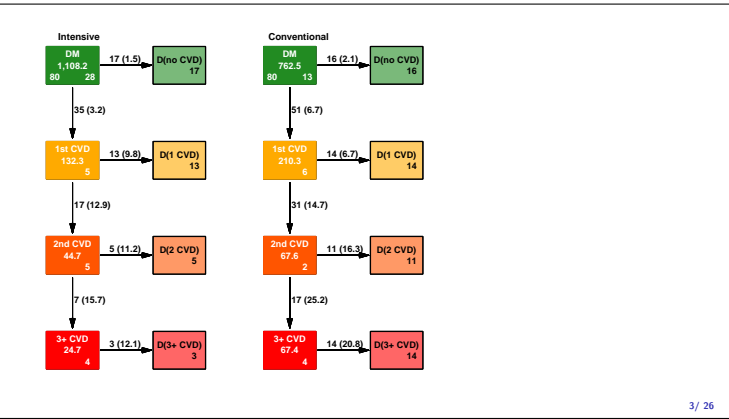 Intensive
DM
1,108.2
80 28
17 (1.5)
D(no CVD)
17
35 (3.2)
1st CVD
132.3
5
13 (9.8)
D(1 CVD)
13
17 (12.9)
2nd CVD
44.7
5
5 (11.2)
D(2 CVD)
5
7 (15.7)
3+ CVD
24.7
4
3 (12.1)
D(3+ CVD)
3
Conventional
DM
762.5
80 13
16 (2.1)
D(no CVD)
16
51 (6.7)
1st CVD
210.3
6
14 (6.7)
D(1 CVD)
14
31 (14.7)
2nd CVD
67.6
2
11 (16.3)
D(2 CVD)
11
17 (25.2)
3+ CVD
67.4
4
14 (20.8)
D(3+ CVD)
14
3/ 26